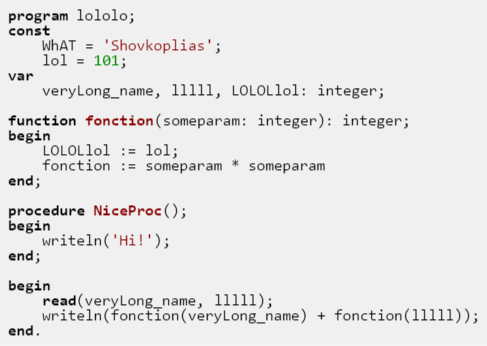 program lololo;
const
    WhAT = 'Shovkoplias';
    lol = 101;
var
    veryLong_name, lllll, LOLOLlol: integer;

function fonction(someparam: integer): integer;
begin
    LOLOLlol := lol;
    fonction := someparam * someparam
end;

procedure NiceProc();
begin
    writeln('Hi!');
end;

begin
    read(veryLong_name, lllll);
    writeln(fonction(veryLong_name) + fonction(lllll));
end.